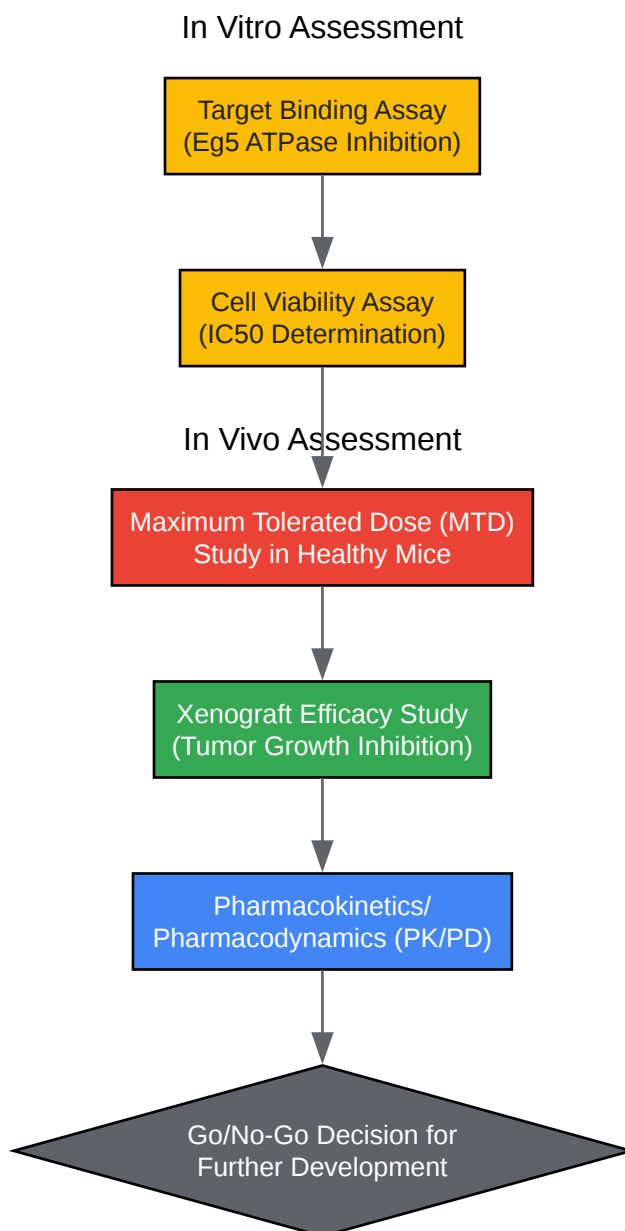 In Vitro Assessment
Target Binding Assay
(Eg5 ATPase Inhibition)
Cell Viability Assay
(IC50 Determination)
In Vivo Assessment
Maximum Tolerated Dose (MTD)
Study in Healthy Mice
Xenograft Efficacy Study
(Tumor Growth Inhibition)
Pharmacokinetics/
Pharmacodynamics (PK/PD)
Go/No-Go Decision for
Further Development